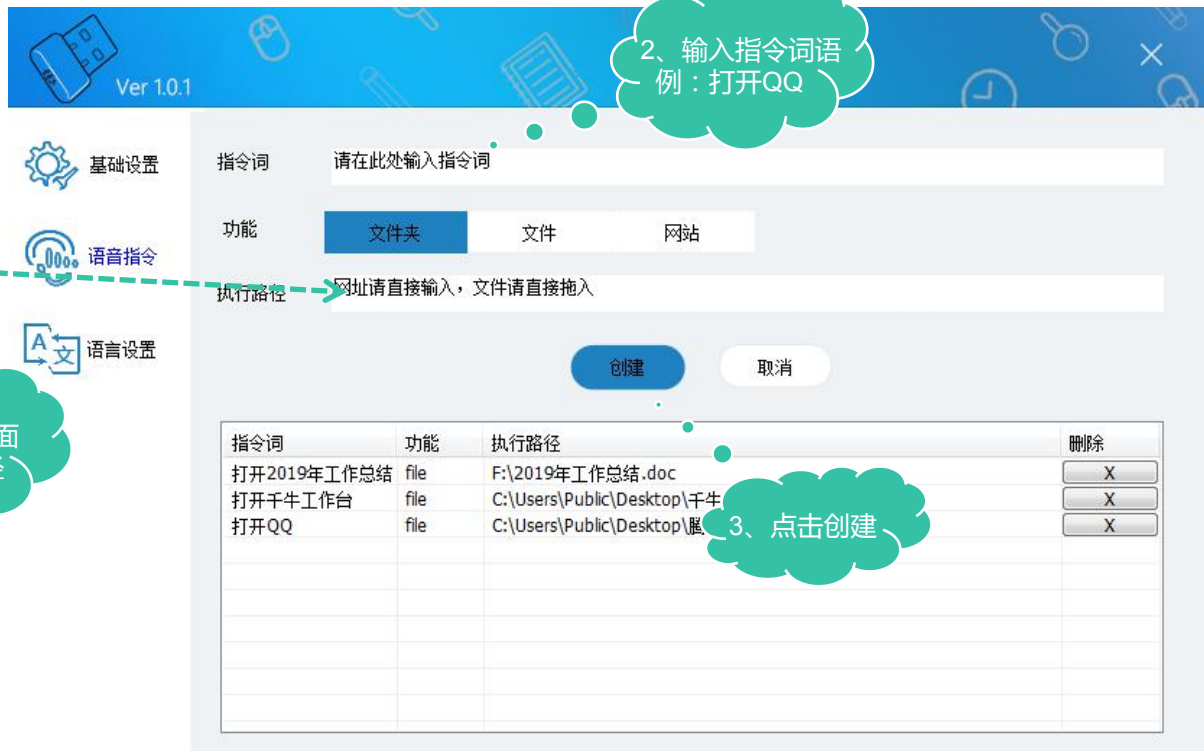 Ver 1.0.1
2、输入指令词语
例：打开QQ
基础设置
语音指令
语言设置
指令词 请在此处输入指令词
功能 文件夹 文件 网站
执行路径 网址请直接输入，文件请直接拖入
创建 取消
面
指令词 功能 执行路径 删除
打开2019年工作总结 file F:\2019年工作总结.doc X
打开千牛工作台 file C:\Users\Public\Desktop\千牛 X
打开QQ file C:\Users\Public\Desktop\腾 X
3、点击创建